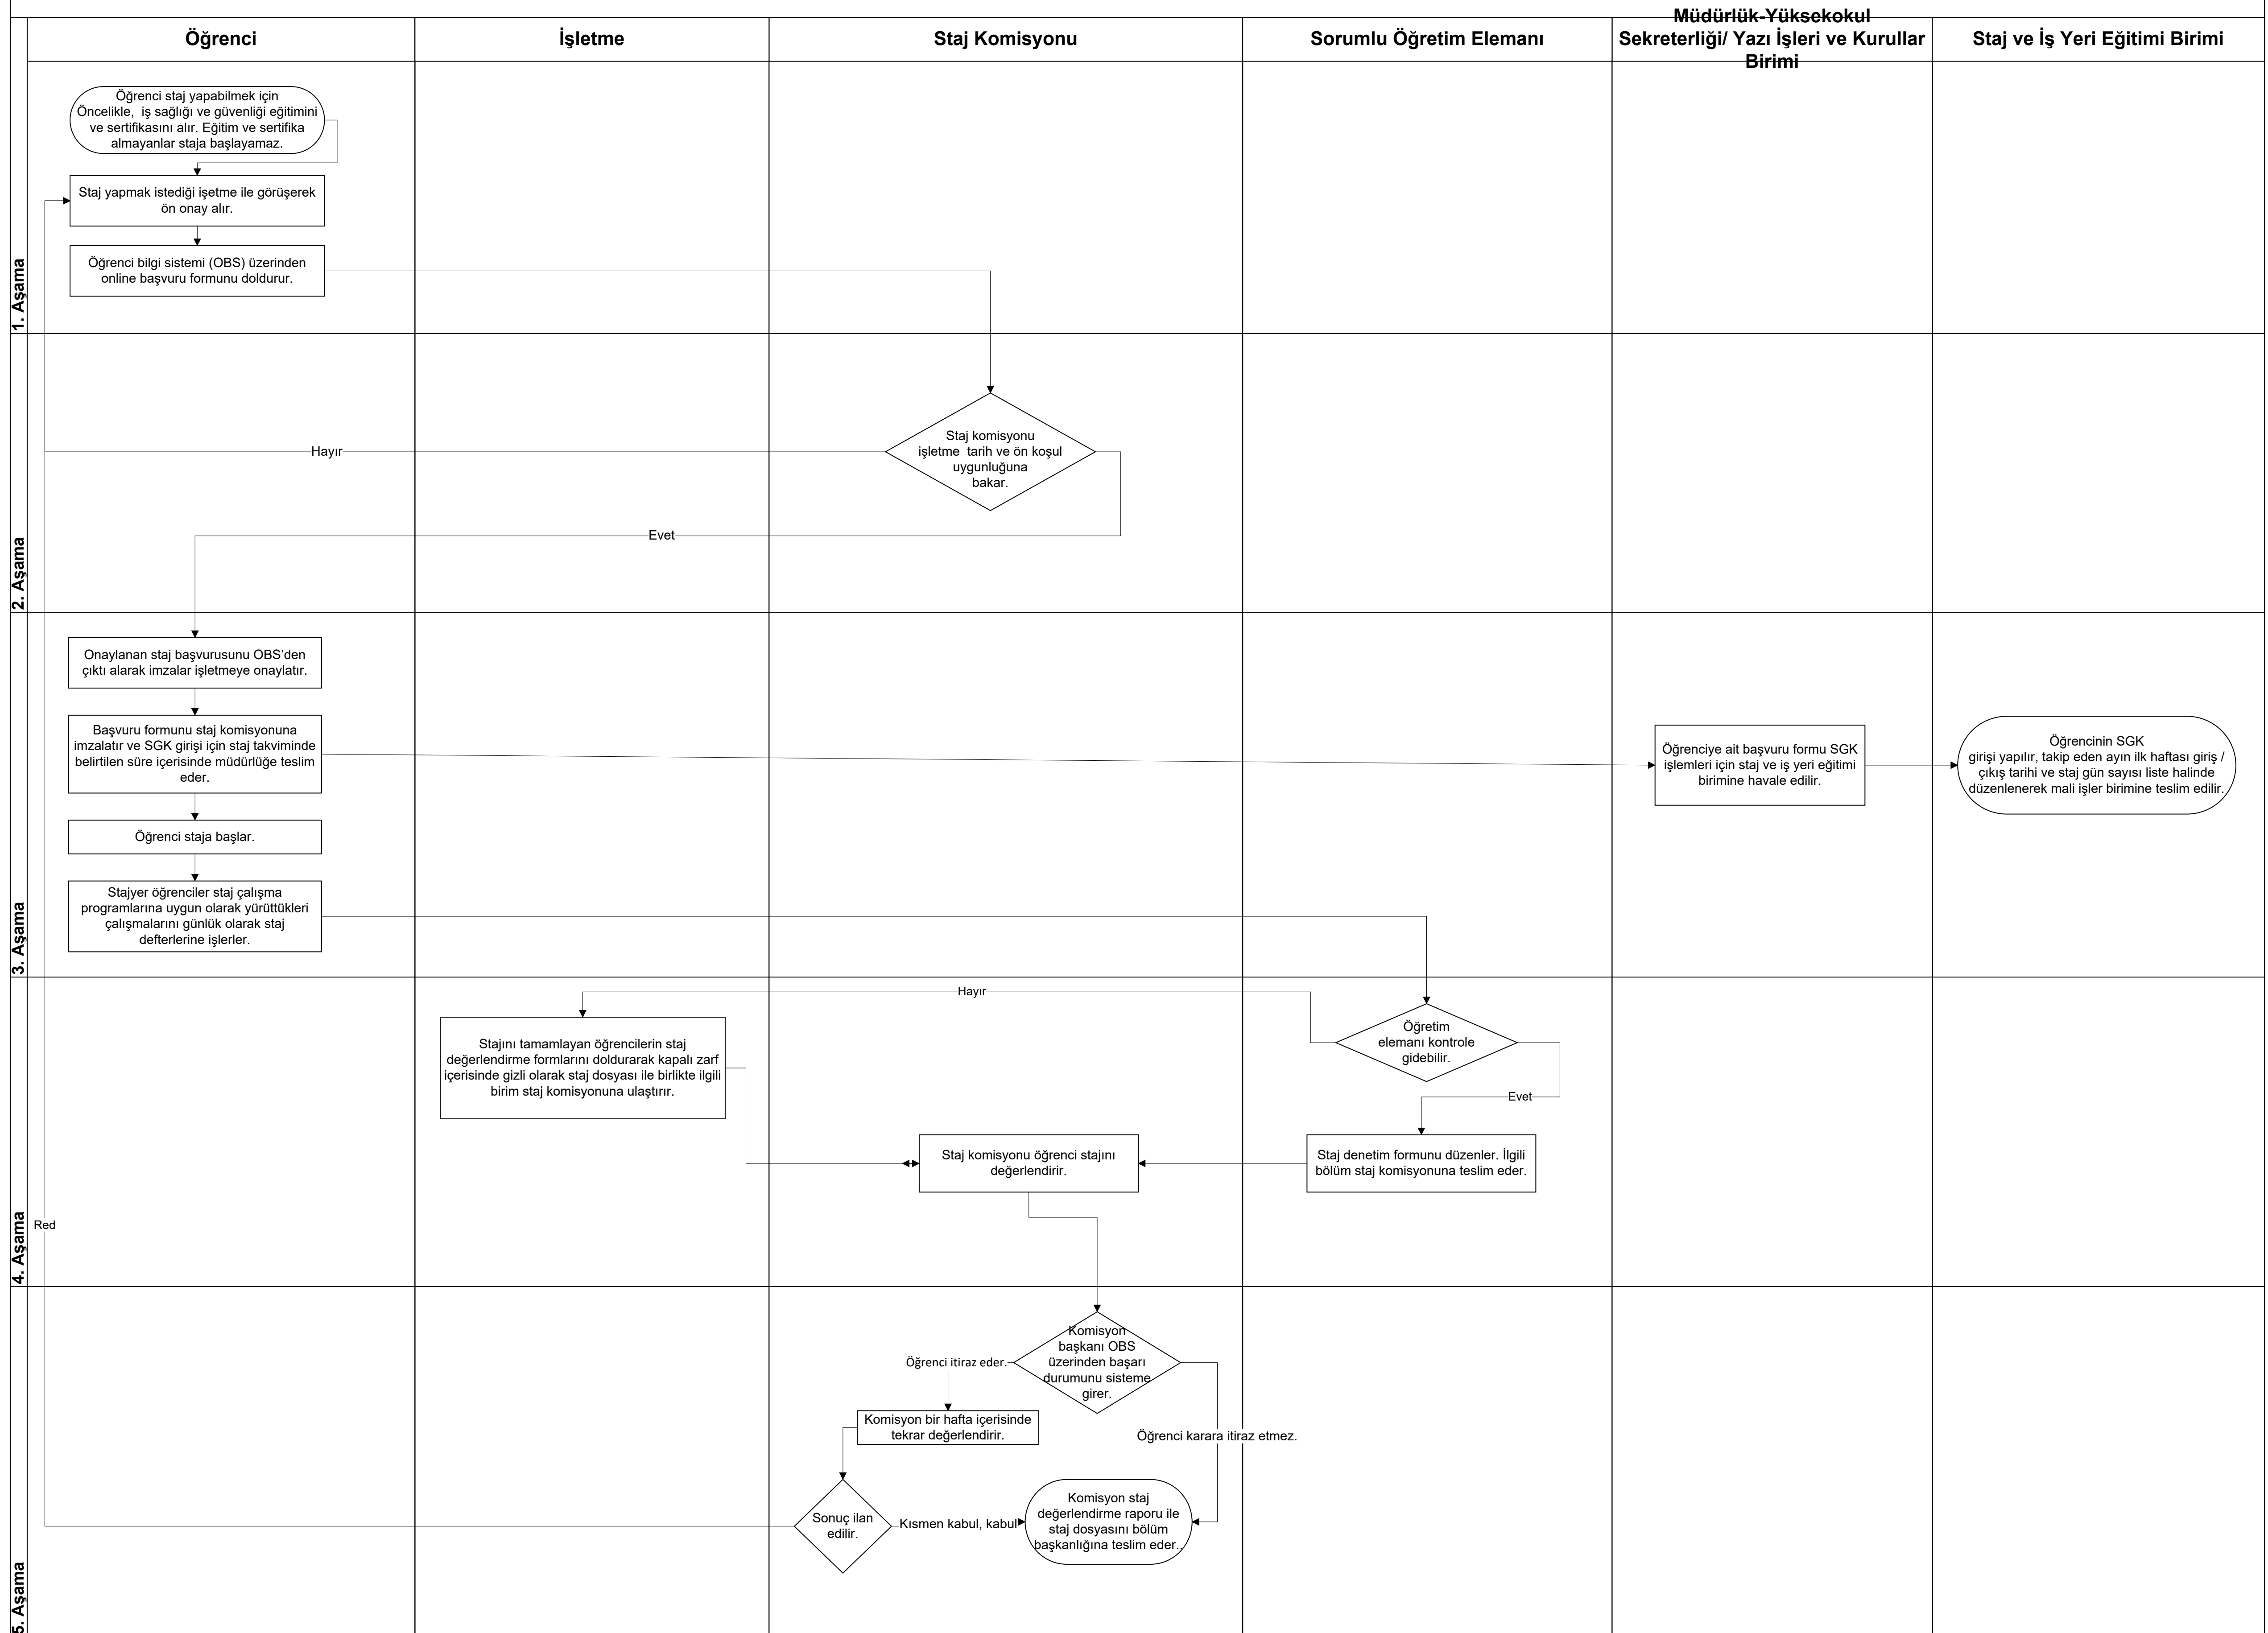 Öğrenci
İşletme
Staj Komisyonu
Sorumlu Öğretim Elemanı
Müdürlük-Yüksekokul
Sekreterliği/ Yazı İşleri ve Kurullar
Birimi
Staj ve İş Yeri Eğitimi Birimi
1. Aşama
Öğrenci staj yapabilmek için
Öncelikle,  iş sağlığı ve güvenliği eğitimini
ve sertifikasını alır. Eğitim ve sertifika
almayanlar staja başlayamaz.
Staj yapmak istediği işetme ile görüşerek
ön onay alır.
Öğrenci bilgi sistemi (OBS) üzerinden
online başvuru formunu doldurur.
2. Aşama
Staj komisyonu
işletme  tarih ve ön koşul
uygunluğuna
bakar.
Hayır
Evet
3. Aşama
Onaylanan staj başvurusunu OBS’den
çıktı alarak imzalar işletmeye onaylatır.
Başvuru formunu staj komisyonuna
imzalatır ve SGK girişi için staj takviminde
belirtilen süre içerisinde müdürlüğe teslim
eder.
Öğrenciye ait başvuru formu SGK
işlemleri için staj ve iş yeri eğitimi
birimine havale edilir.
Öğrencinin SGK
girişi yapılır, takip eden ayın ilk haftası giriş /
çıkış tarihi ve staj gün sayısı liste halinde
düzenlenerek mali işler birimine teslim edilir.
Öğrenci staja başlar.
Stajyer öğrenciler staj çalışma
programlarına uygun olarak yürüttükleri
çalışmalarını günlük olarak staj
defterlerine işlerler.
4. Aşama
Hayır
Öğretim
elemanı kontrole
gidebilir.
Evet
Stajını tamamlayan öğrencilerin staj
değerlendirme formlarını doldurarak kapalı zarf
içerisinde gizli olarak staj dosyası ile birlikte ilgili
birim staj komisyonuna ulaştırır.
Staj komisyonu öğrenci stajını
değerlendirir.
Staj denetim formunu düzenler. İlgili
bölüm staj komisyonuna teslim eder.
Red
5. Aşama
Komisyon
başkanı OBS
üzerinden başarı
durumunu sisteme
girer.
Öğrenci itiraz eder.
Komisyon bir hafta içerisinde
tekrar değerlendirir.
Öğrenci karara itiraz etmez.
Sonuç ilan
edilir.
Kısmen kabul, kabul
Komisyon staj
değerlendirme raporu ile
staj dosyasını bölüm
başkanlığına teslim eder..